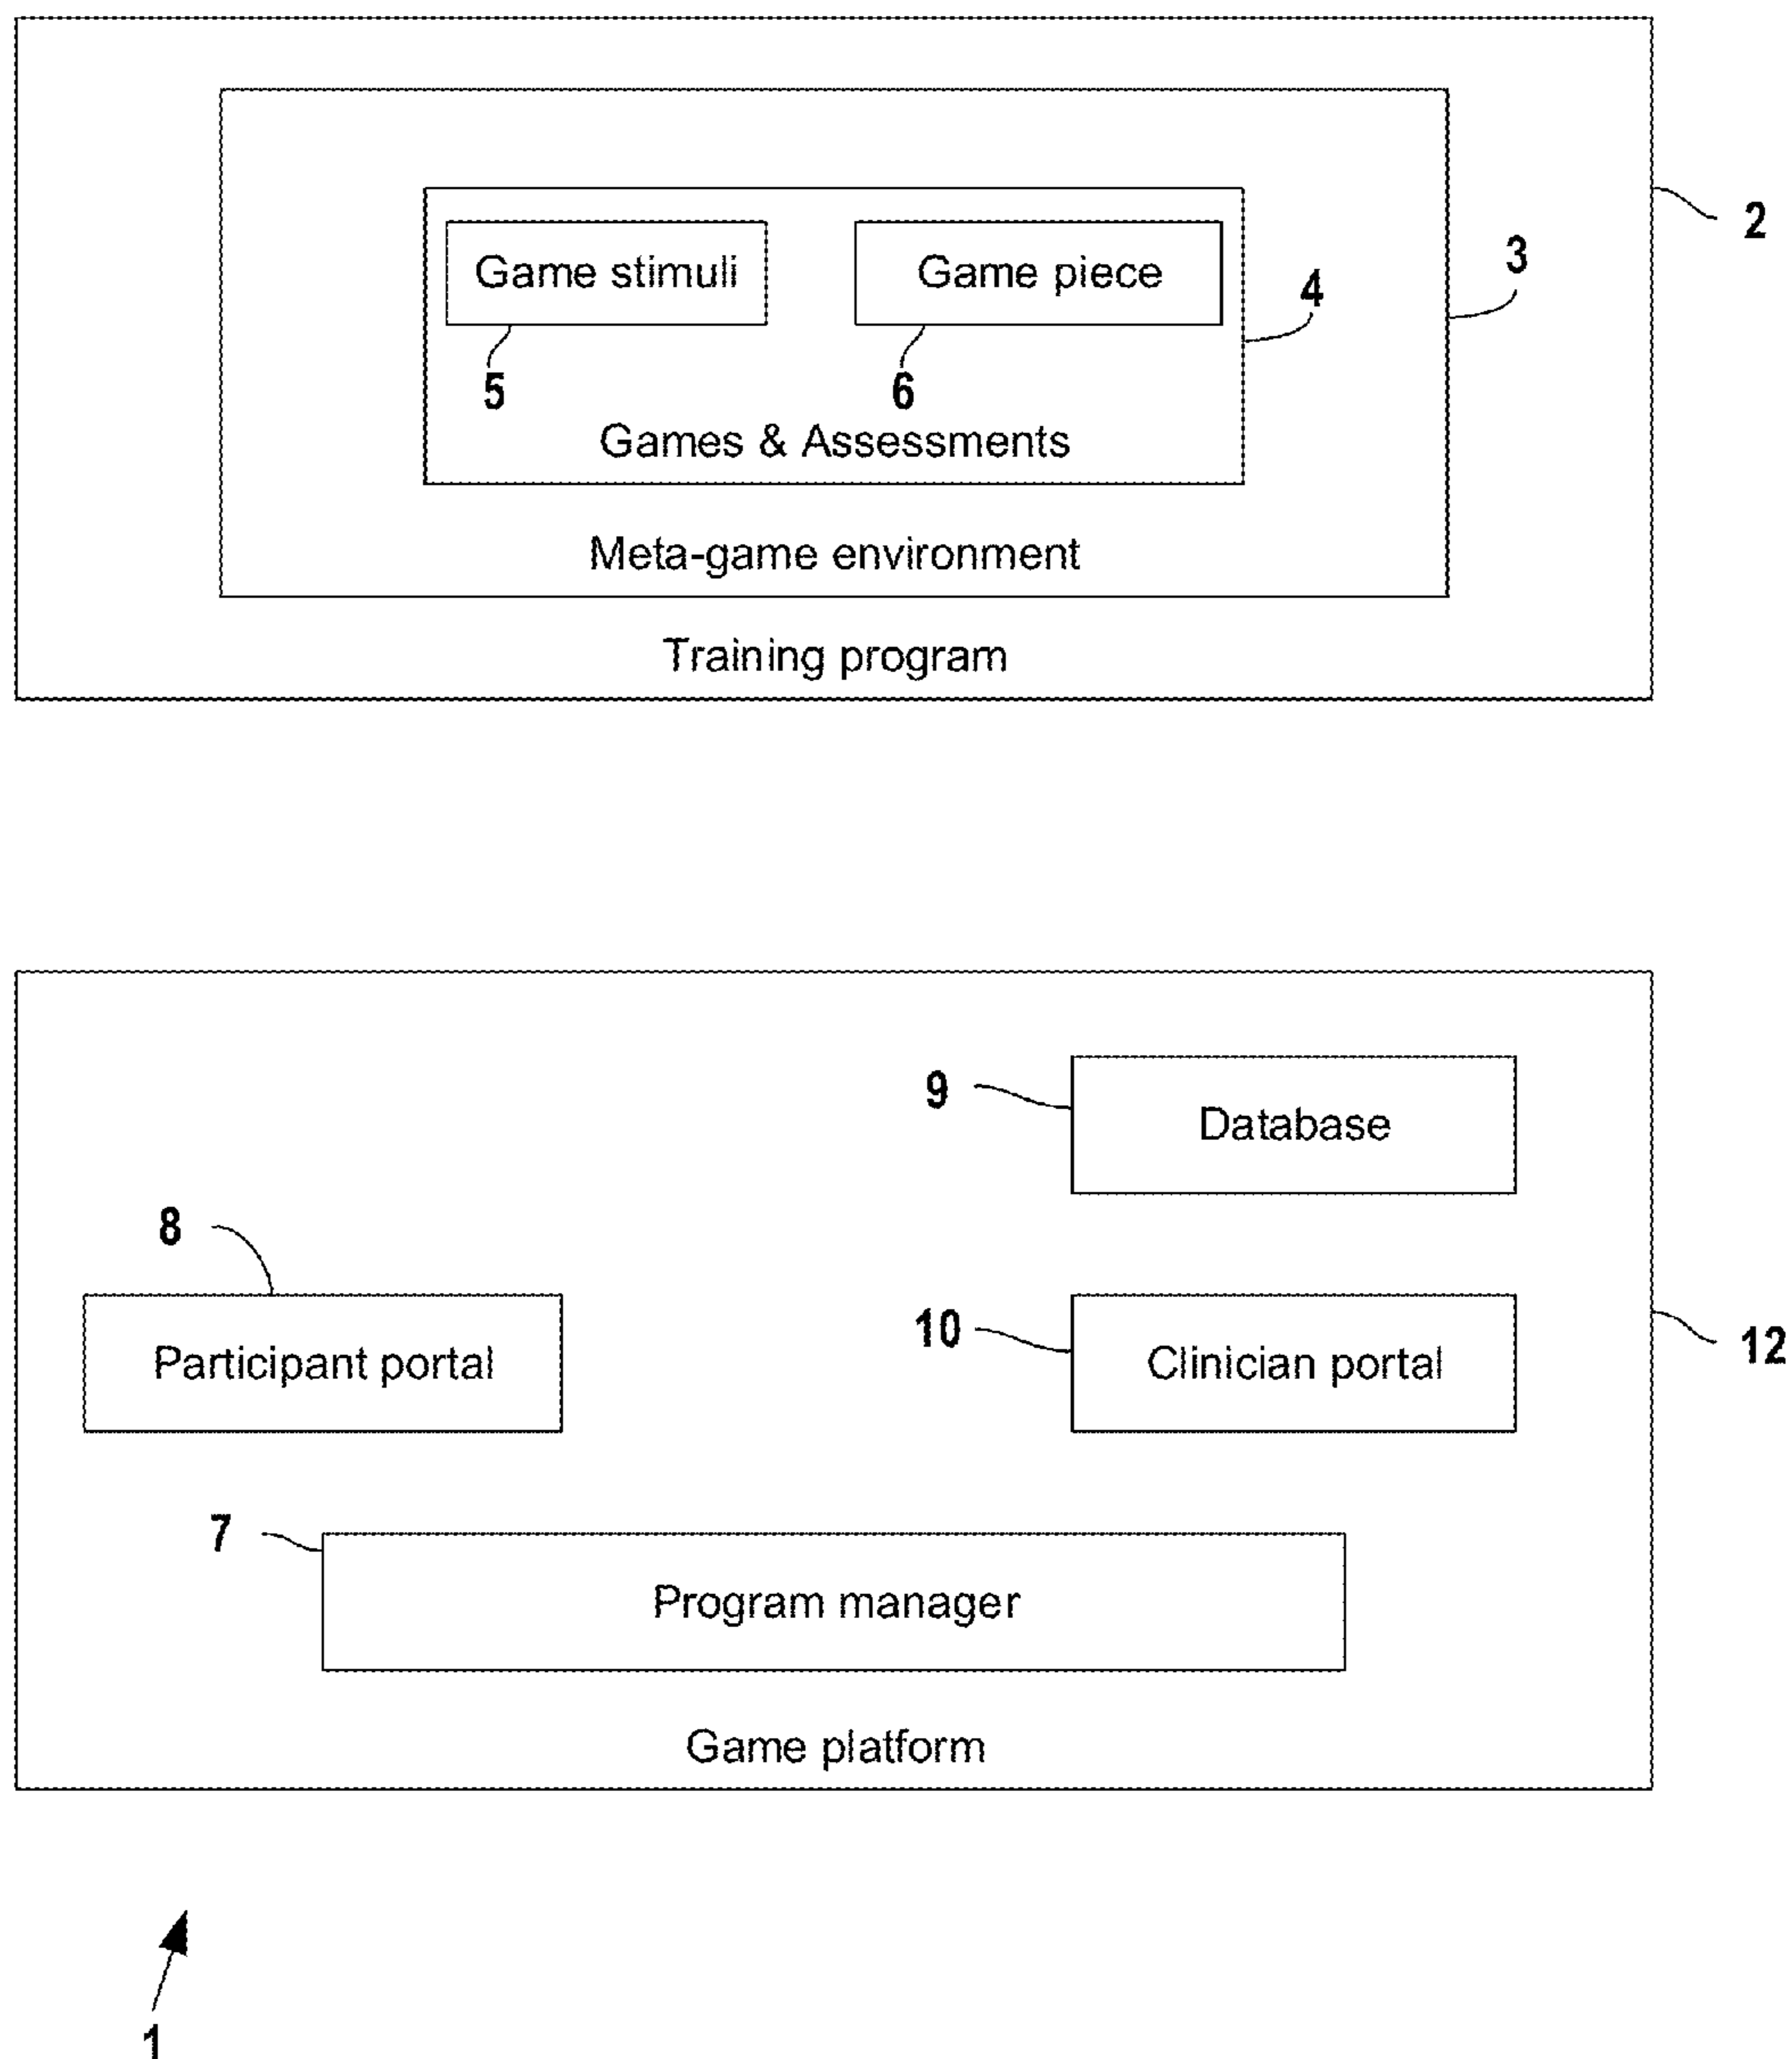 2
3
Game stimuli
Game piece
4
5
6
Games & Assessments
Meta-game environment
Training program
9
Database
8
10
Participant portal
Clinician portal
12
7
Program manager
Game platform
1